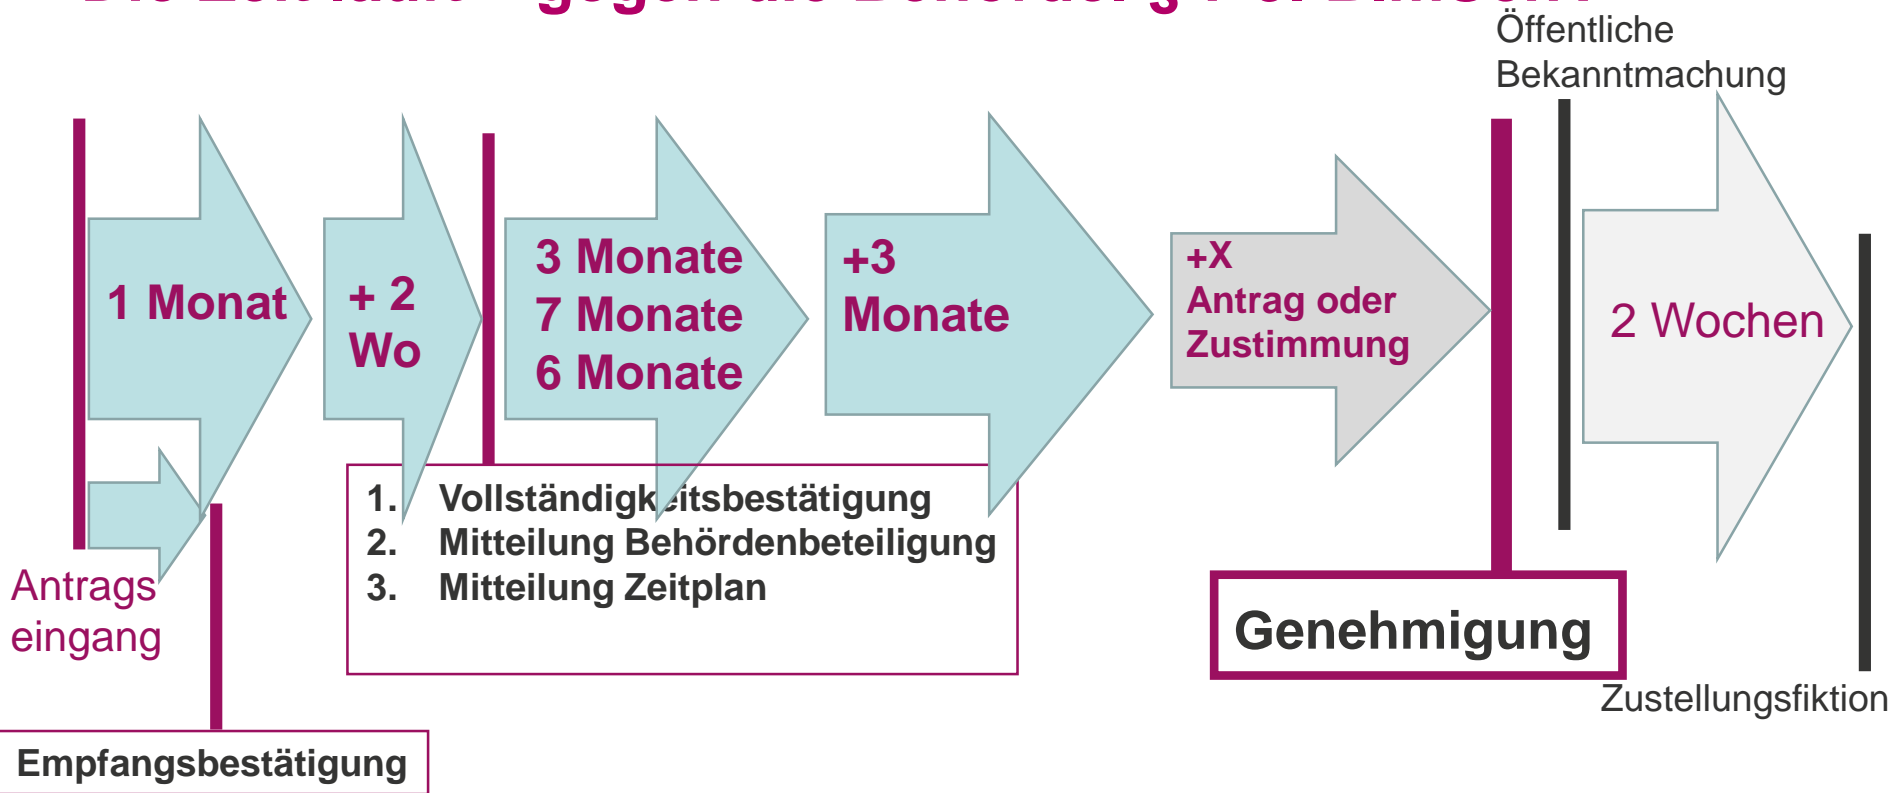 Öffentliche
Bekanntmachung
1 Monat
+ 2
Wo
3 Monate
7 Monate
6 Monate
+3
Monate
+X
Antrag oder
Zustimmung
2 Wochen
1. Vollständigkeitsbestätigung
2. Mitteilung Behördenbeteiligung
3. Mitteilung Zeitplan
Antrags
eingang
Genehmigung
Zustellungsfiktion
Empfangsbestätigung